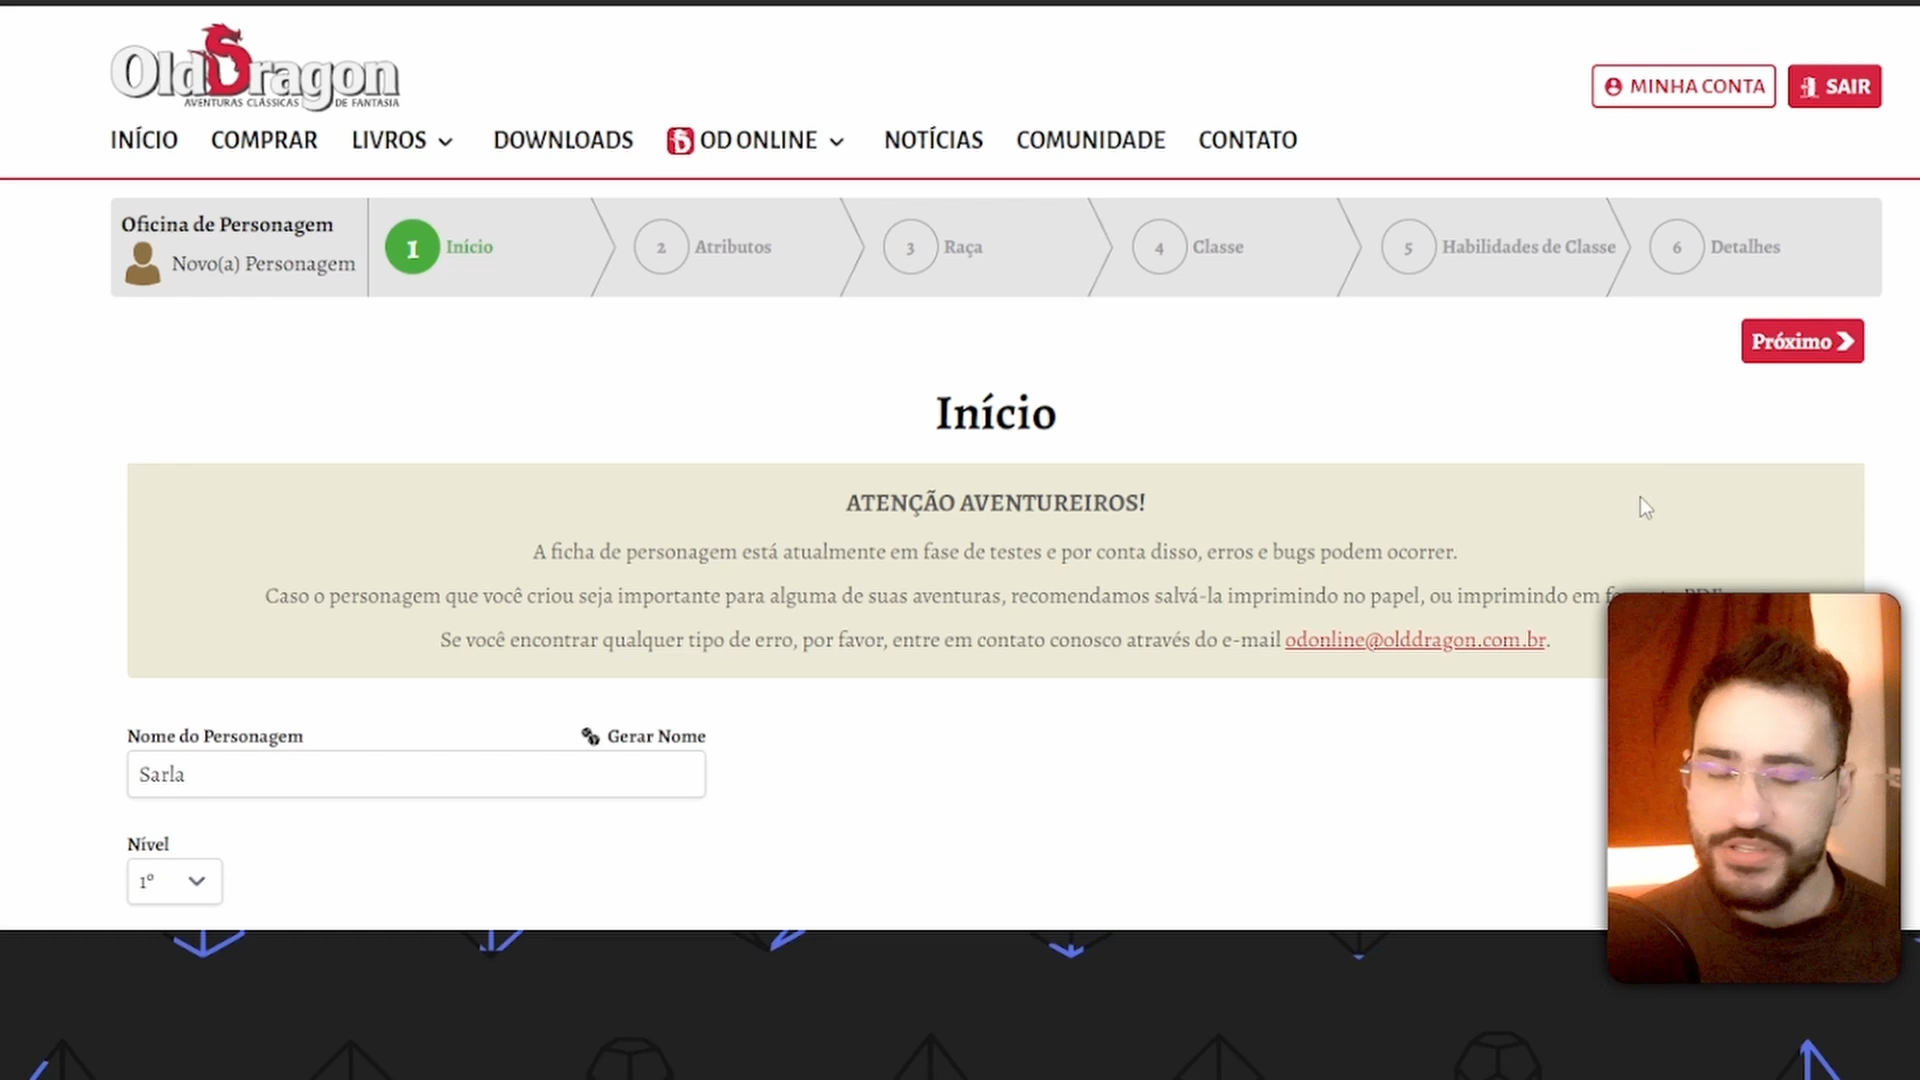 Old Dragon
AVENTURAS CLÁSSICAS DE FANTASIA
MINHA CONTA
SAIR
INÍCIO COMPRAR LIVROS DOWNLOADS OD ONLINE NOTÍCIAS COMUNIDADE CONTATO
Oficina de Personagem
Novo(a) Personagem
1 Início
2 Atributos
3 Raça
4 Classe
5 Habilidades de Classe
6 Detalhes
Próximo
Início
ATENÇÃO AVENTUREIROS!
A ficha de personagem está atualmente em fase de testes e por conta disso, erros e bugs podem ocorrer.
Caso o personagem que você criou seja importante para alguma de suas aventuras, recomendamos salvá-la imprimindo no papel, ou imprimindo em
Se você encontrar qualquer tipo de erro, por favor, entre em contato conosco através do e-mail odonline@olddragon.com.br.
Nome do Personagem
Gerar Nome
Sarla
Nível
1º